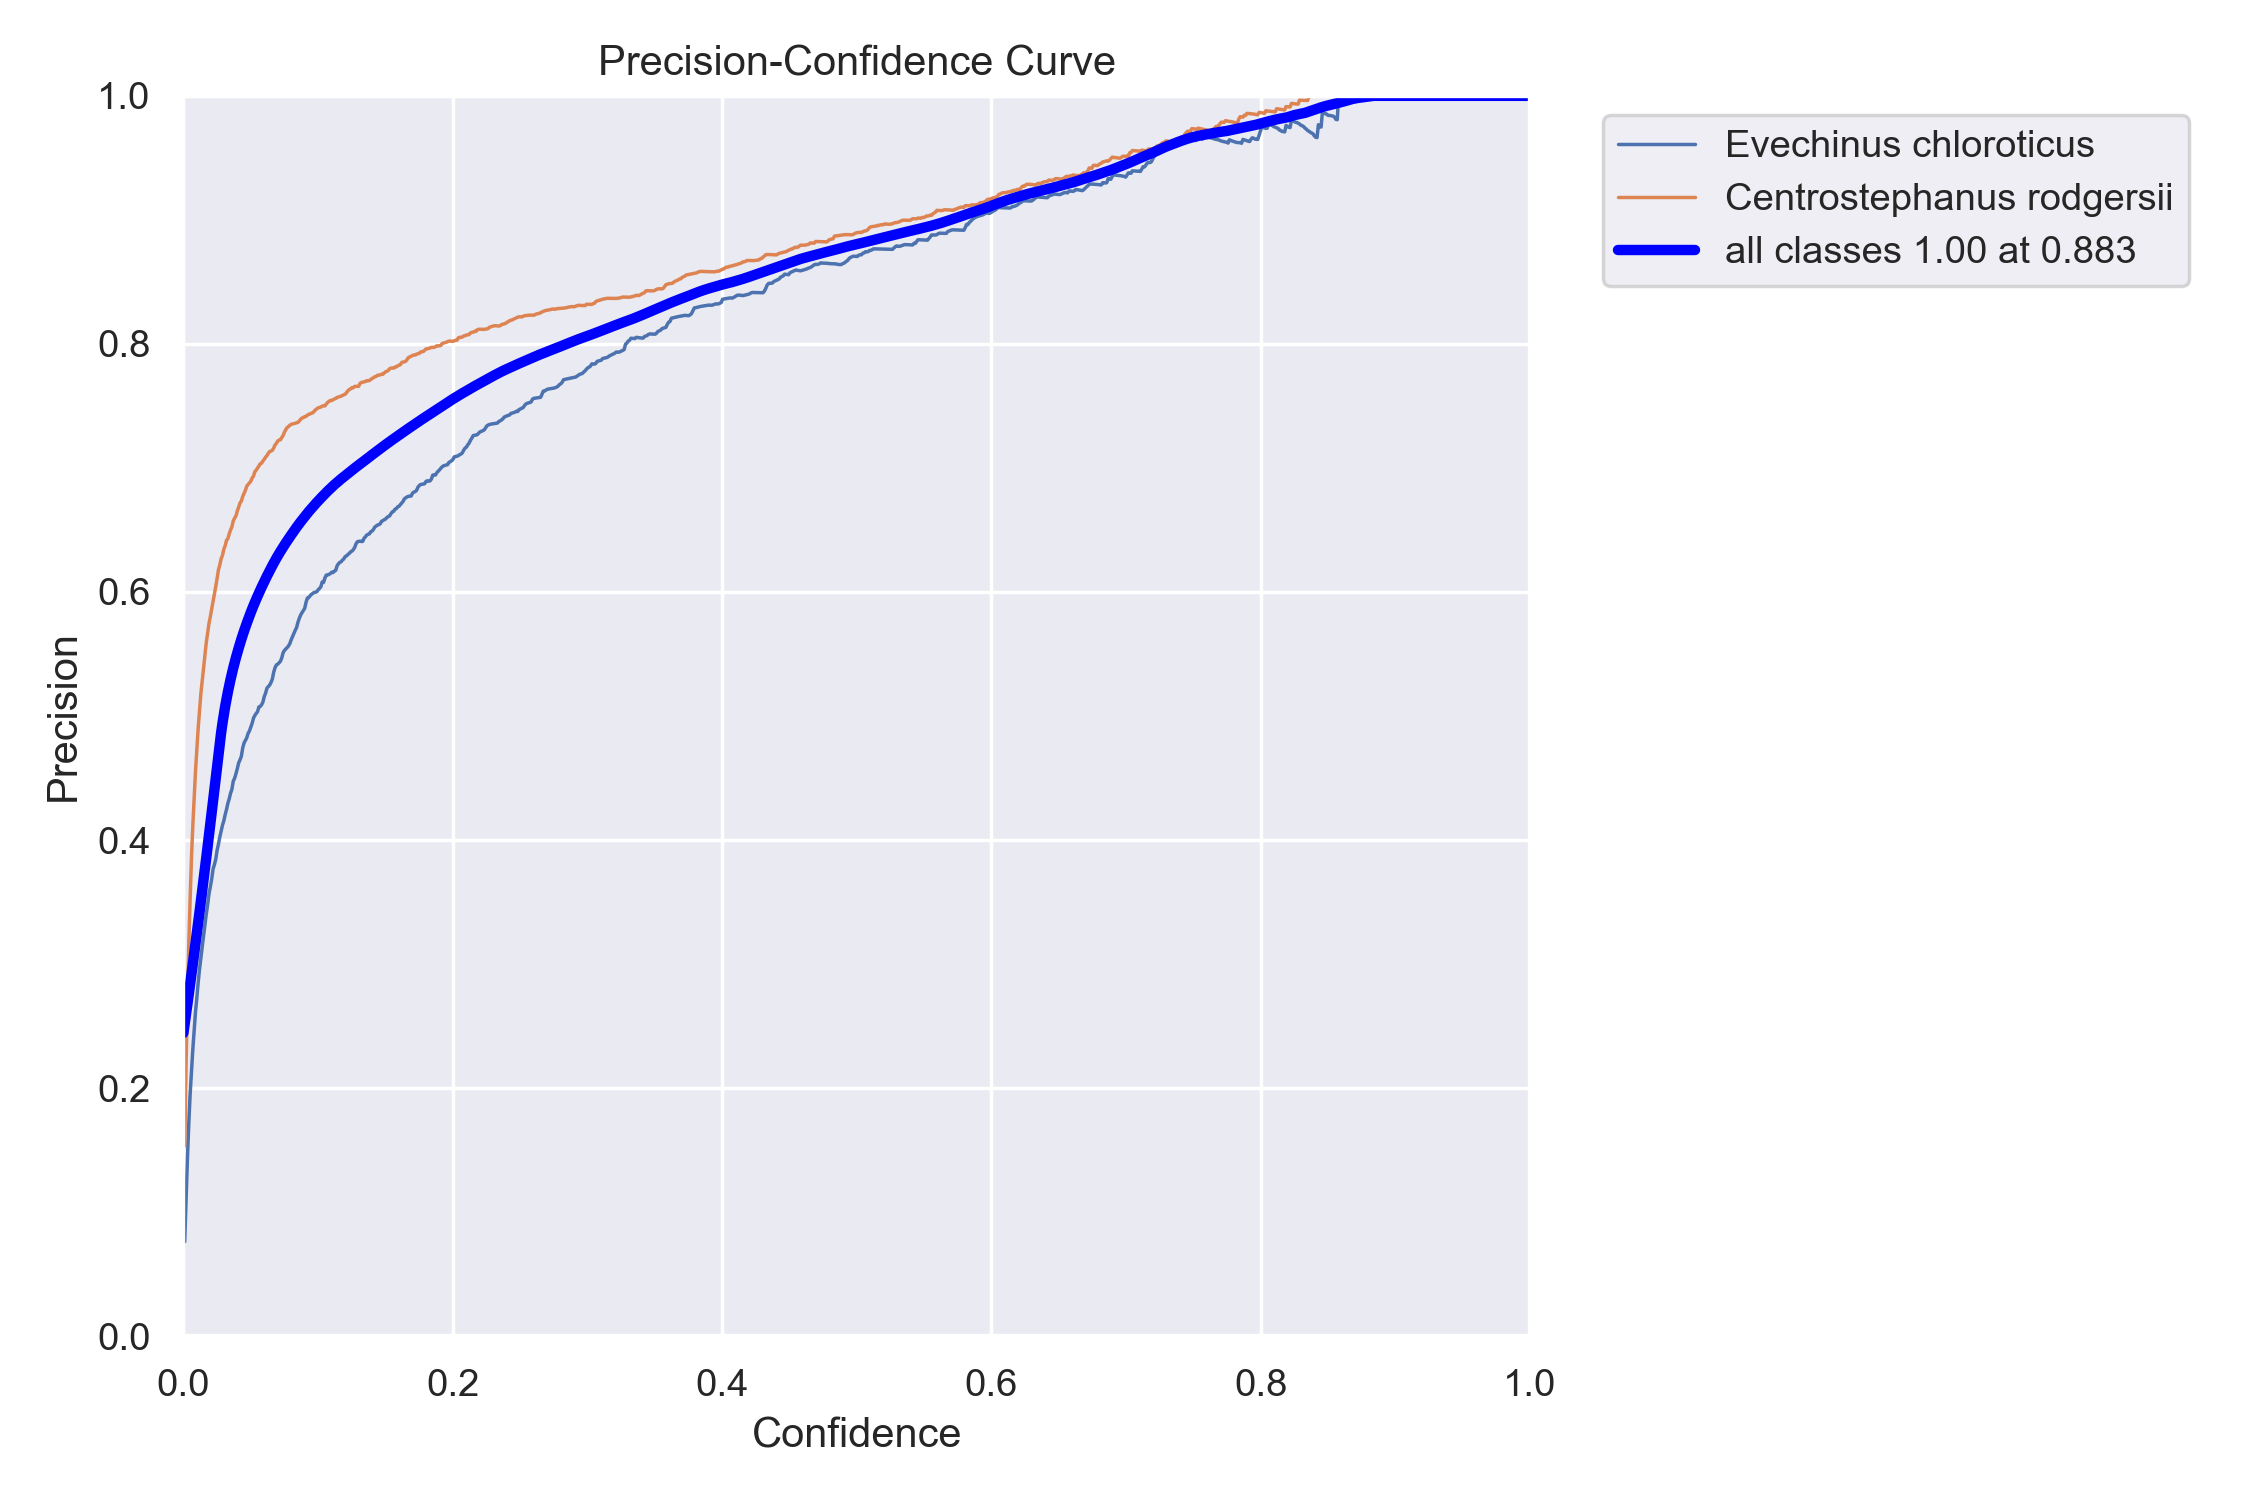 Precision-Confidence Curve
1.0
0.8
0.6
0.4
0.2
0.0
Precision
0.0 0.2 0.4 0.6 0.8 1.0
Confidence
Evechinus chloroticus
Centrostephanus rodgersii
all classes 1.00 at 0.883